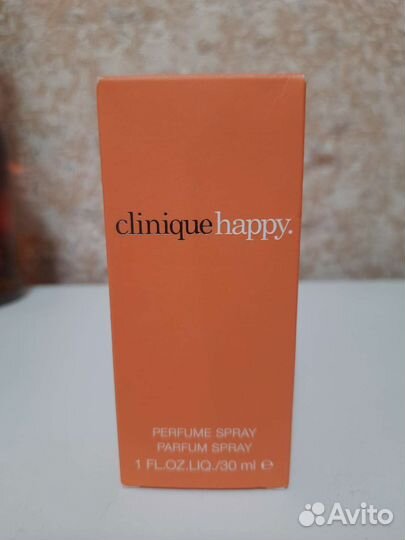 clinique happy.
PERFUME SPRAY
PARFUM SPRAY
1 FL.OZ.LIQ./30 ml ℮
Avito